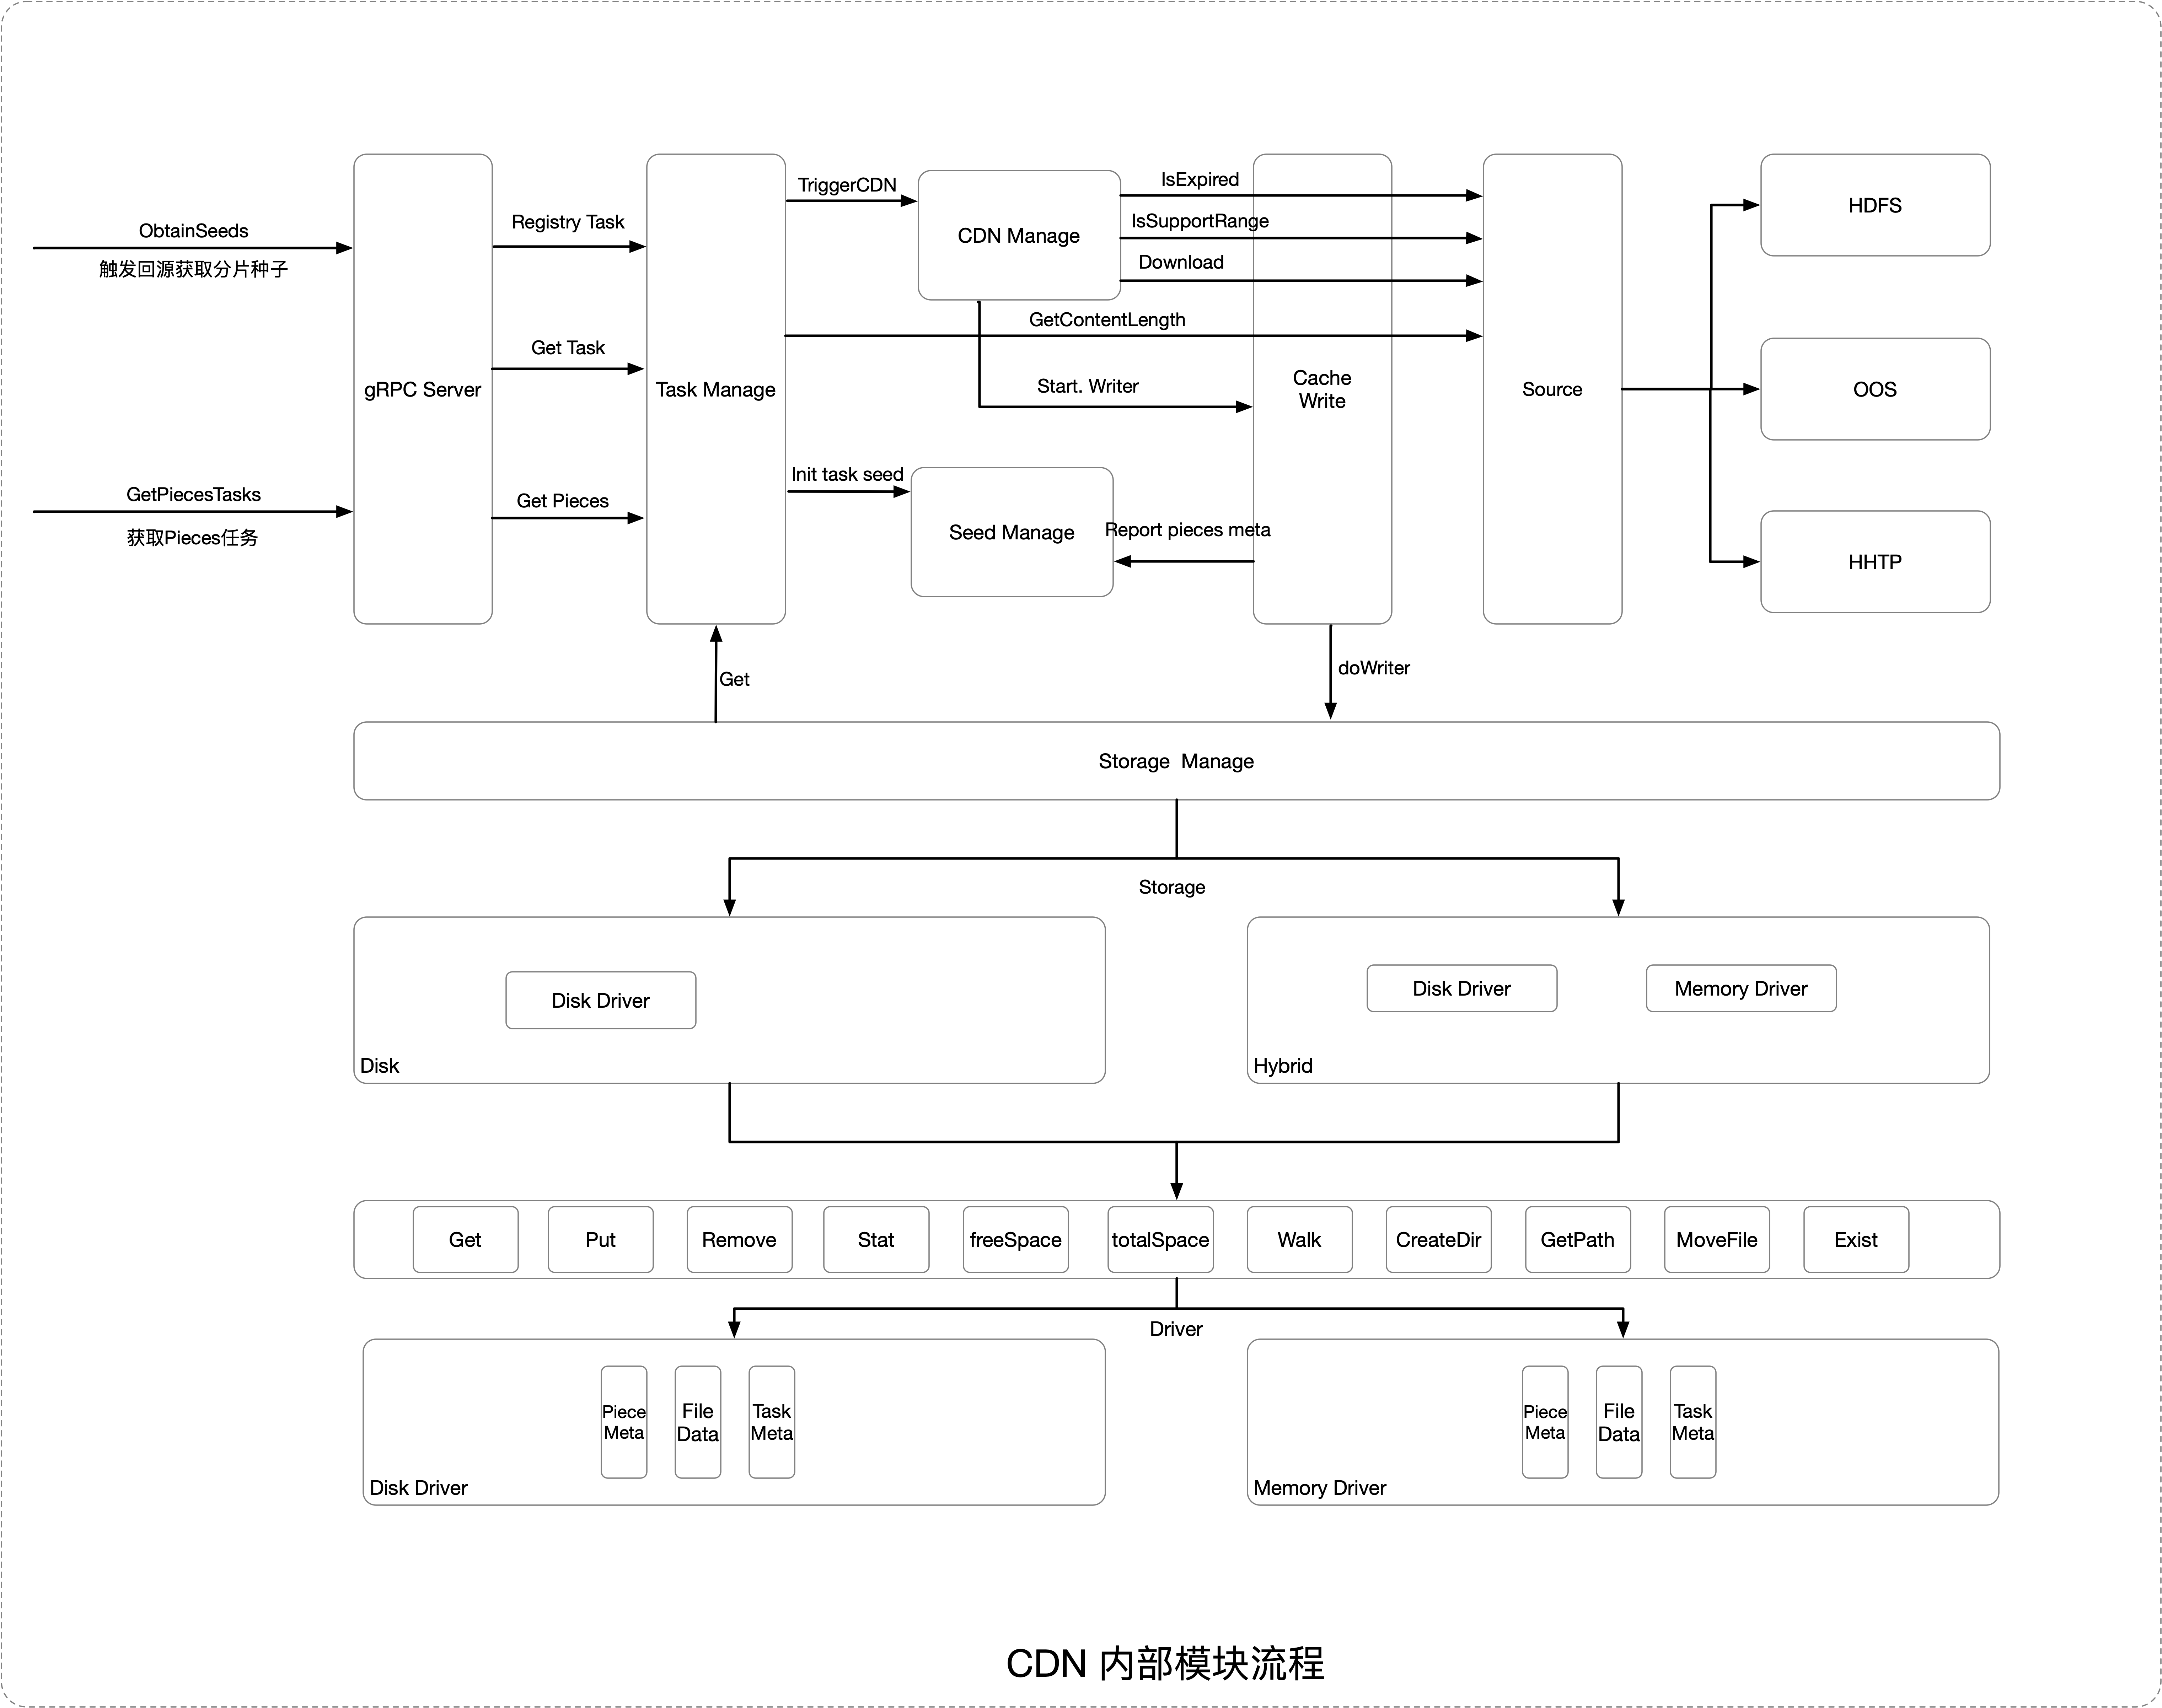 ObtainSeeds
触发回源获取分片种子
GetPiecesTasks
获取Pieces任务
gRPC Server
Registry Task
Get Task
Get Pieces
Task Manage
TriggerCDN
CDN Manage
IsExpired
IsSupportRange
Download
GetContentLength
Start. Writer
Cache
Write
Init task seed
Seed Manage
Report pieces meta
Source
HDFS
OOS
HHTP
Get
doWriter
Storage  Manage
Storage
Disk Driver
Disk
Disk Driver
Memory Driver
Hybrid
Get
Put
Remove
Stat
freeSpace
totalSpace
Walk
CreateDir
GetPath
MoveFile
Exist
Driver
Piece
Meta
File
Data
Task
Meta
Disk Driver
Piece
Meta
File
Data
Task
Meta
Memory Driver
CDN 内部模块流程